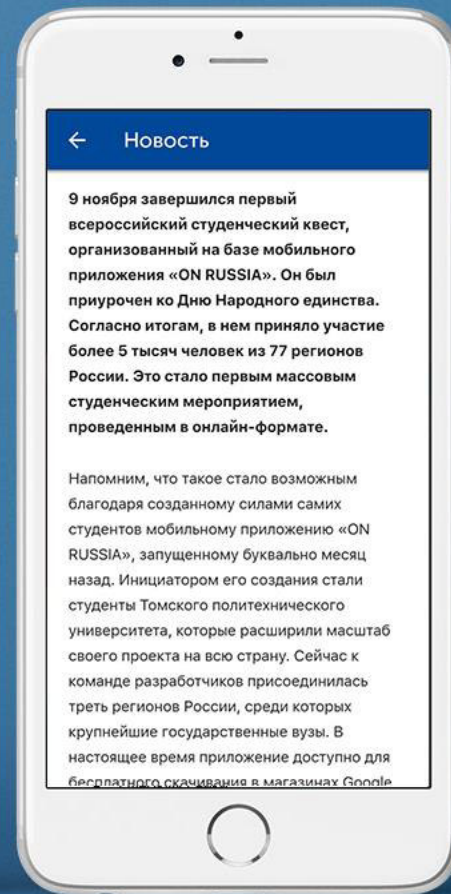 Новость
9 ноября завершился первый
всероссийский студенческий квест,
организованный на базе мобильного
приложения «ON RUSSIA». Он был
приурочен ко Дню Народного единства.
Согласно итогам, в нем приняло участие
более 5 тысяч человек из 77 регионов
России. Это стало первым массовым
студенческим мероприятием,
проведенным в онлайн-формате.
Напомним, что такое стало возможным
благодаря созданному силами самих
студентов мобильному приложению «ON
RUSSIA», запущенному буквально месяц
назад. Инициатором его создания стали
студенты Томского политехнического
университета, которые расширили масштаб
своего проекта на всю страну. Сейчас к
команде разработчиков присоединилась
треть регионов России, среди которых
крупнейшие государственные вузы. В
настоящее время приложение доступно для
бесплатного скачивания в магазинах Google